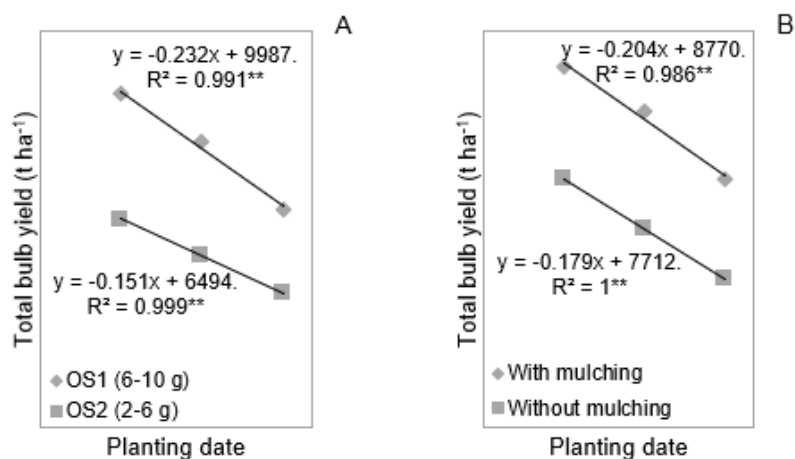 A
y = -0.232x + 9987.
R² = 0.991**
y = -0.151x + 6494.
R² = 0.999**
OS1 (6-10 g)
OS2 (2-6 g)
Total bulb yield (t ha⁻¹)
Planting date
B
y = -0.204x + 8770.
R² = 0.986**
y = -0.179x + 7712.
R² = 1**
With mulching
Without mulching
Total bulb yield (t ha⁻¹)
Planting date